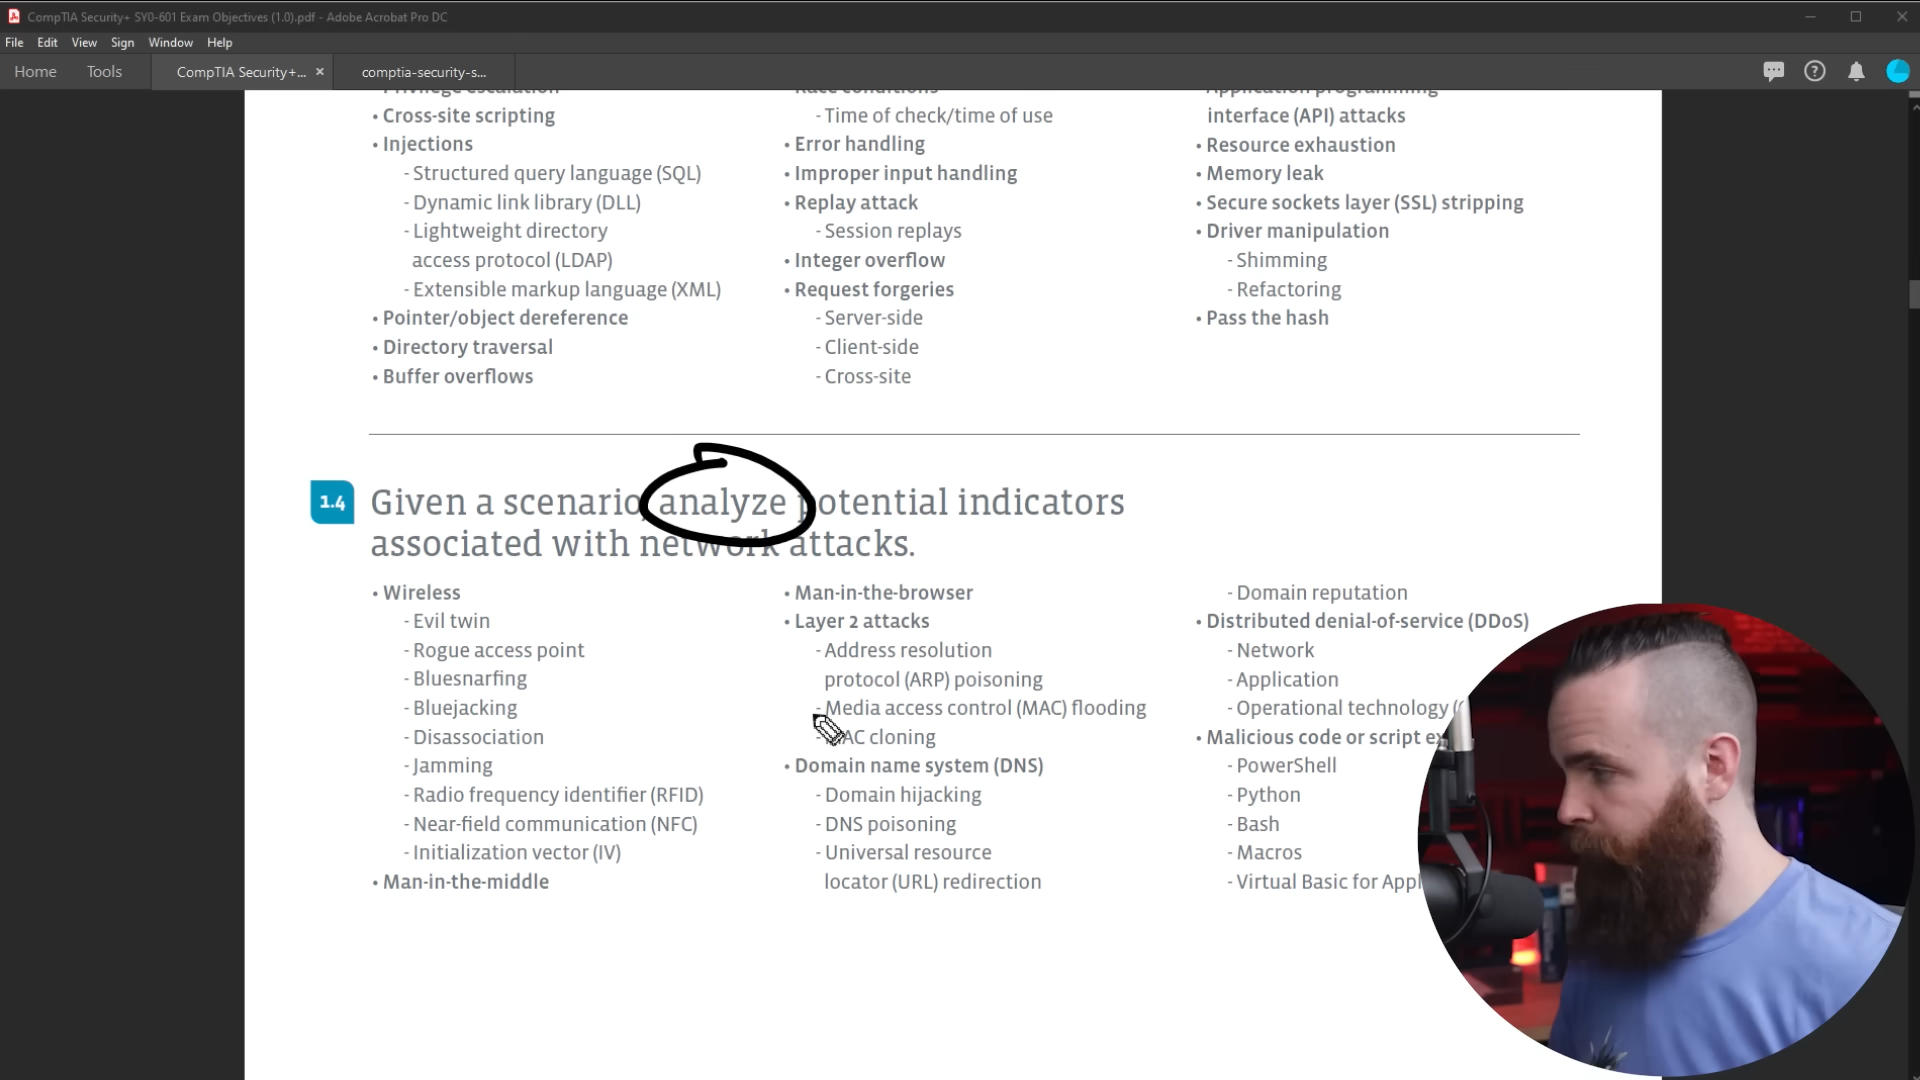 CompTIA Security+ SY0-601 Exam Objectives (1.0).pdf - Adobe Acrobat Pro DC
File Edit View Sign Window Help
Home Tools CompTIA Security+... × comptia-security-s...
Privilege escalation
• Cross-site scripting
• Injections
- Structured query language (SQL)
- Dynamic link library (DLL)
- Lightweight directory
access protocol (LDAP)
- Extensible markup language (XML)
• Pointer/object dereference
• Directory traversal
• Buffer overflows
Race conditions
- Time of check/time of use
• Error handling
• Improper input handling
• Replay attack
- Session replays
• Integer overflow
• Request forgeries
- Server-side
- Client-side
- Cross-site
Application programming
interface (API) attacks
• Resource exhaustion
• Memory leak
• Secure sockets layer (SSL) stripping
• Driver manipulation
- Shimming
- Refactoring
• Pass the hash
1.4 Given a scenario, analyze potential indicators
associated with network attacks.
• Wireless
- Evil twin
- Rogue access point
- Bluesnarfing
- Bluejacking
- Disassociation
- Jamming
- Radio frequency identifier (RFID)
- Near-field communication (NFC)
- Initialization vector (IV)
• Man-in-the-middle
• Man-in-the-browser
• Layer 2 attacks
- Address resolution
protocol (ARP) poisoning
- Media access control (MAC) flooding
- MAC cloning
• Domain name system (DNS)
- Domain hijacking
- DNS poisoning
- Universal resource
locator (URL) redirection
- Domain reputation
• Distributed denial-of-service (DDoS)
- Network
- Application
- Operational technology
• Malicious code or script
- PowerShell
- Python
- Bash
- Macros
- Virtual Basic for